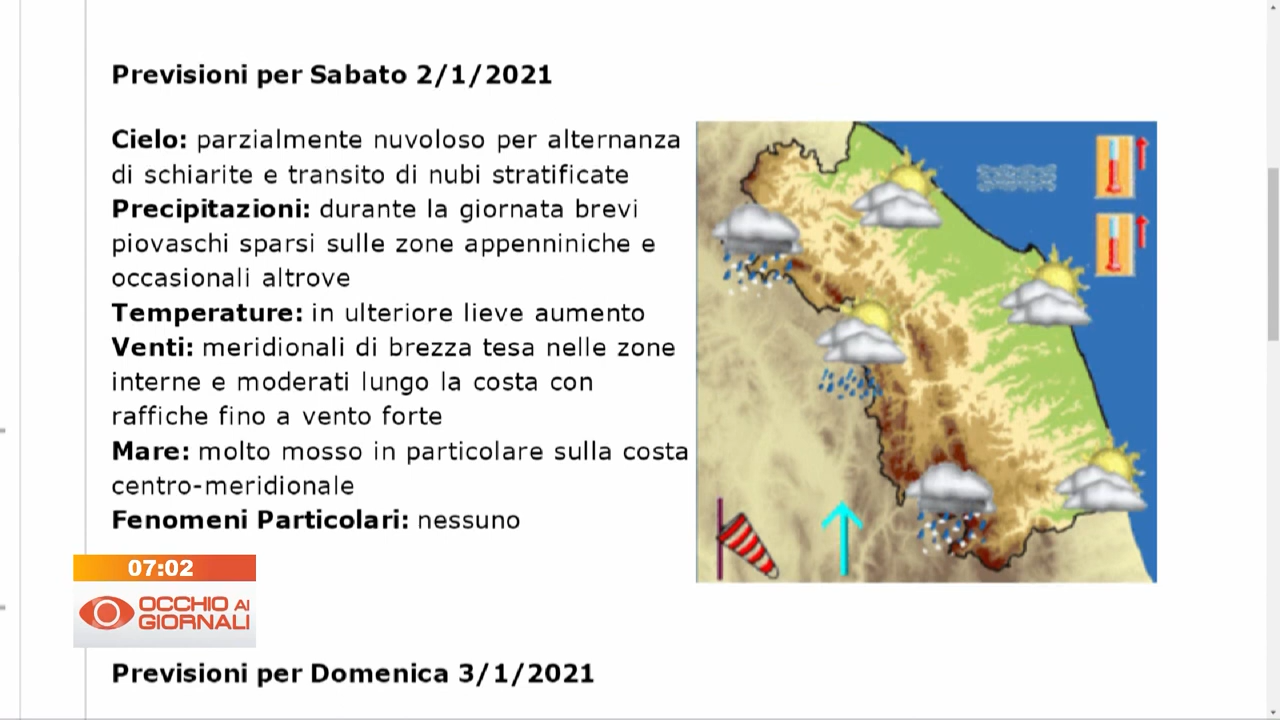 Previsioni per Sabato 2/1/2021
Cielo: parzialmente nuvoloso per alternanza
di schiarite e transito di nubi stratificate
Precipitazioni: durante la giornata brevi
piovaschi sparsi sulle zone appenniniche e
occasionali altrove
Temperature: in ulteriore lieve aumento
Venti: meridionali di brezza tesa nelle zone
interne e moderati lungo la costa con
raffiche fino a vento forte
Mare: molto mosso in particolare sulla costa
centro-meridionale
Fenomeni Particolari: nessuno
07:02
OCCHIO AI
GIORNALI
Previsioni per Domenica 3/1/2021